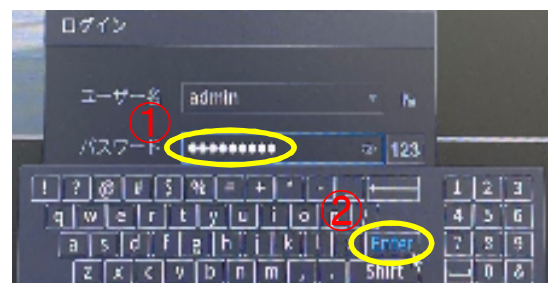 ログイン
ユーザー名 admin
①
パスワード ●●●●●●●●● 123
! ? @ # $ % = + * - 1 2 3
q w e r t y u i o ② 4 5 6
a s d f g h j k l Enter 7 8 9
z x c v b n m , . Shift 0 &